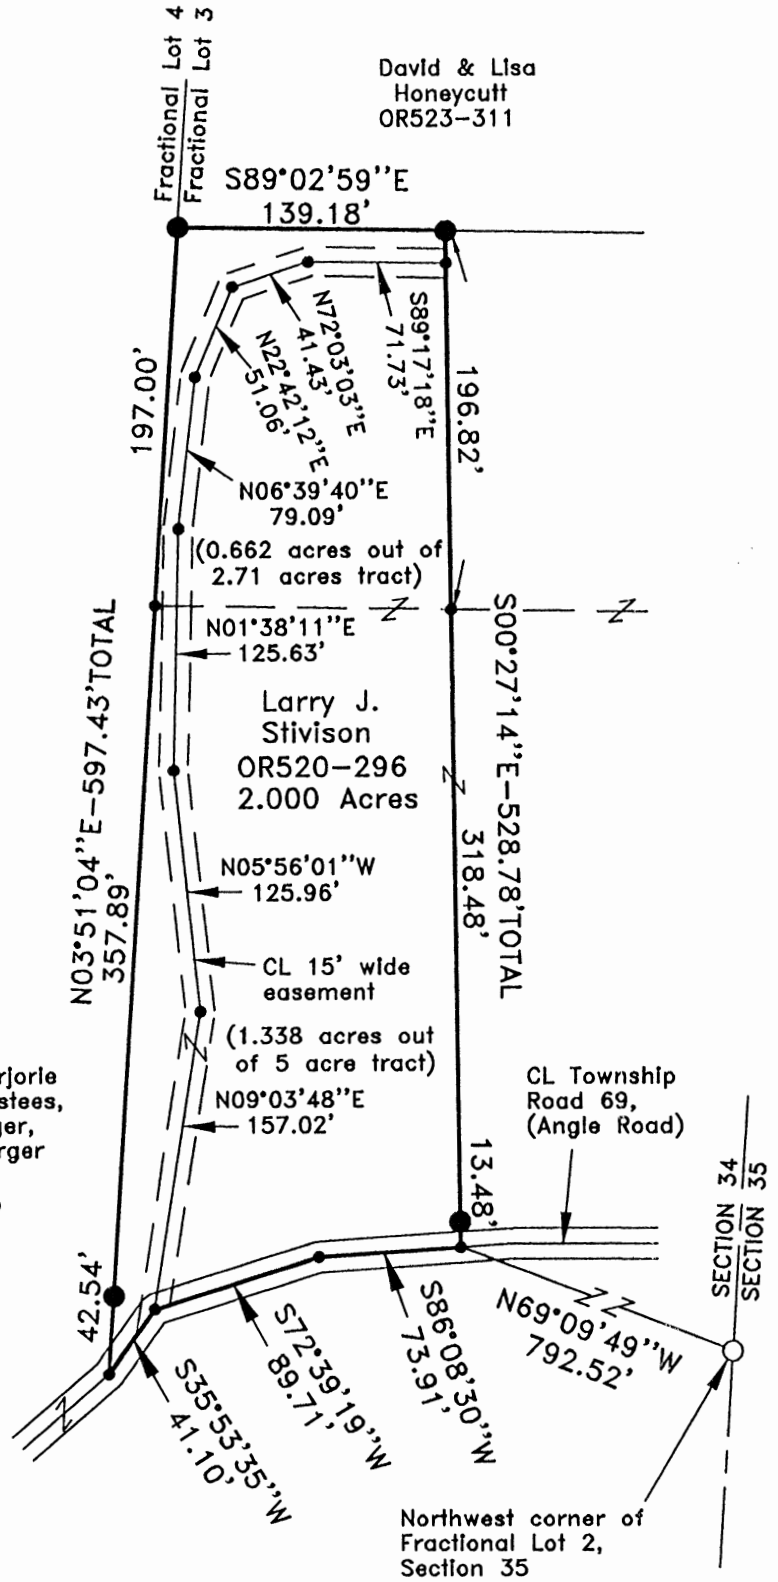 Fractional Lot 4
Fractional Lot 3
David & Lisa
Honeycutt
OR523-311
S89°02'59"E
139.18'
197.00'
N72°03'03"E
41.43'
N22°42'12"E
51.06'
S89°17'18"E
71.73'
196.82'
N06°39'40"E
79.09'
(0.662 acres out of
2.71 acres tract)
N01°38'11"E
125.63'
Larry J.
Stivison
OR520-296
2.000 Acres
S00°27'14"E-528.78'TOTAL
318.48'
N03°51'04"E-597.43'TOTAL
357.89'
N05°56'01"W
125.96'
CL 15' wide
easement
(1.338 acres out
of 5 acre tract)
rjorie
stees,
ger,
rger
N09°03'48"E
157.02'
CL Township
Road 69,
(Angle Road)
13.48'
SECTION 34
SECTION 35
42.54'
S35°53'35"W
41.10'
S72°39'19"W
89.71'
S86°08'30"W
73.91'
N69°09'49"W
792.52'
Northwest corner of
Fractional Lot 2,
Section 35